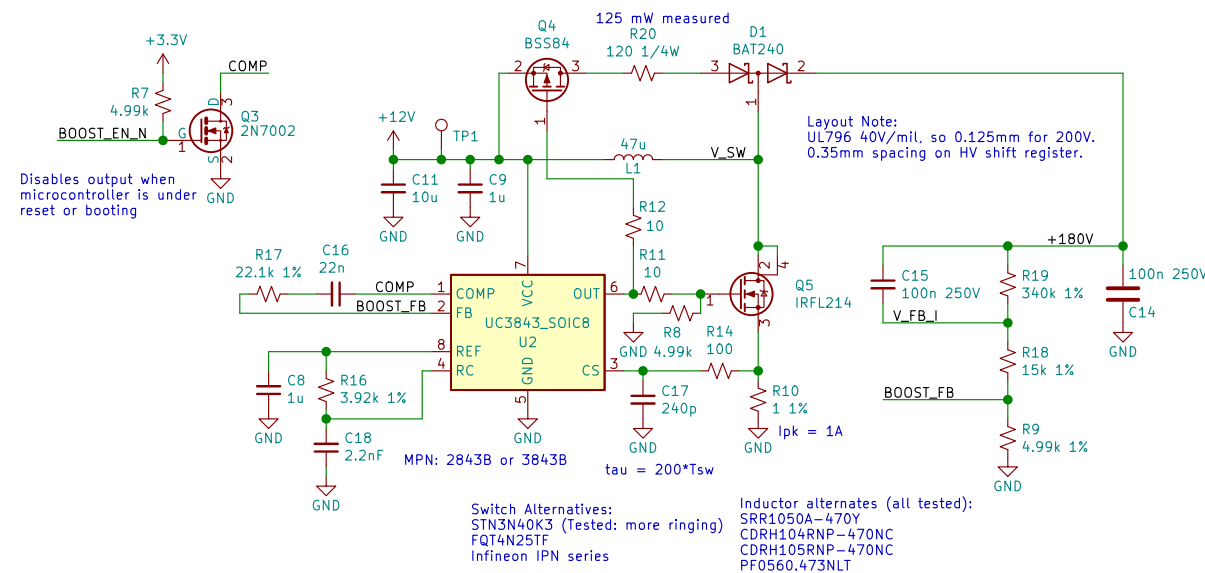 125 mW measured
Q4
BSS84
R20
120 1/4W
D1
BAT240
2
3
3
2
1
1
+3.3V
COMP
R7
4.99k
D
3
Q3
2N7002
BOOST_EN_N
G
1
S
2
GND
Disables output when
microcontroller is under
reset or booting
+12V
TP1
47u
L1
V_SW
C11
10u
C9
1u
GND
GND
Layout Note:
UL796 40V/mil, so 0.125mm for 200V.
0.35mm spacing on HV shift register.
R12
10
R11
10
R17
22.1k 1%
C16
22n
COMP
BOOST_FB
1
2
8
4
7
5
6
3
COMP
FB
REF
RC
VCC
GND
OUT
CS
UC3843_SOIC8
U2
C8
1u
GND
R16
3.92k 1%
C18
2.2nF
GND
GND
MPN: 2843B or 3843B
GND
R8
4.99k
R14
100
1
2
4
3
Q5
IRFL214
C17
240p
GND
R10
1 1%
GND
Ipk = 1A
tau = 200*Tsw
+180V
C15
100n 250V
V_FB_I
R19
340k 1%
100n 250V
C14
GND
R18
15k 1%
BOOST_FB
R9
4.99k 1%
GND
Switch Alternatives:
STN3N40K3 (Tested: more ringing)
FQT4N25TF
Infineon IPN series
Inductor alternates (all tested):
SRR1050A-470Y
CDRH104RNP-470NC
CDRH105RNP-470NC
PF0560.473NLT